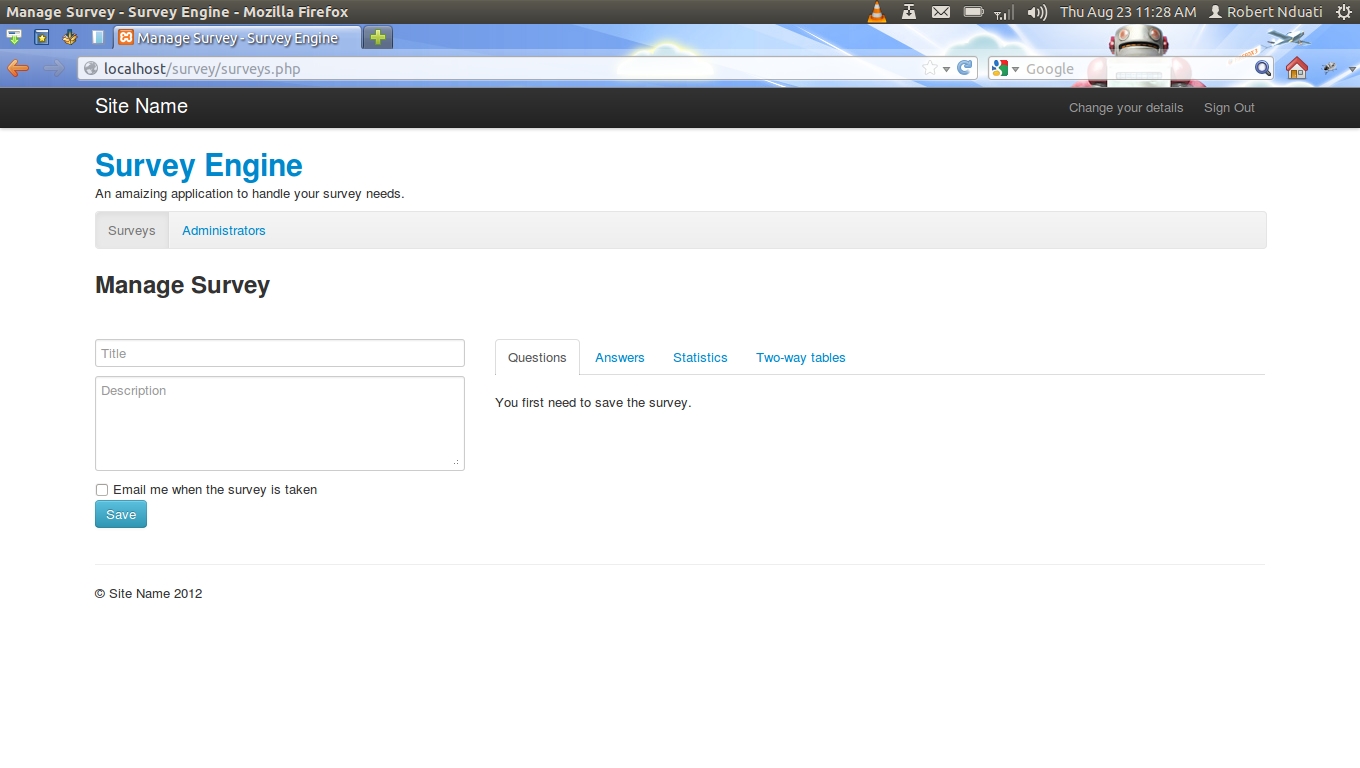 Manage Survey - Survey Engine - Mozilla Firefox
Thu Aug 23 11:28 AM Robert Nduati
Manage Survey - Survey Engine
localhost/survey/surveys.php
Google
Site Name
Change your details Sign Out
Survey Engine
An amaizing application to handle your survey needs.
Surveys Administrators
Manage Survey
Title
Questions Answers Statistics Two-way tables
Description
You first need to save the survey.
Email me when the survey is taken
Save
© Site Name 2012